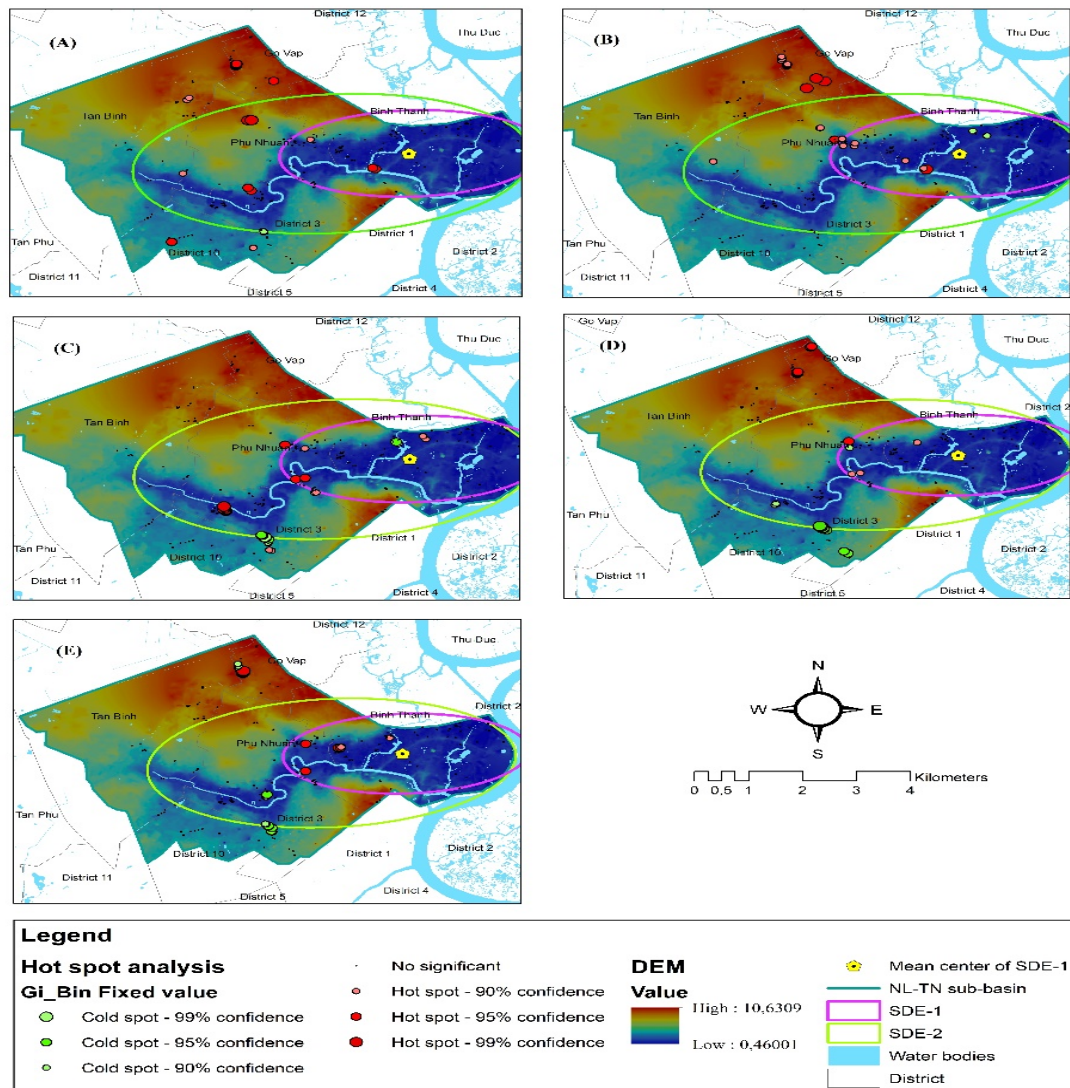 District 12
Thu Duc
(A)
Go Vap
Binh Thanh
Tan Binh
Phu Nhuan
District 3
District 1
Tan Phu
District 10
District 2
District 11
District 5
District 4
District 12
Thu Duc
(B)
Go Vap
Binh Thanh
Tan Binh
Phu Nhuan
District 3
District 1
Tan Phu
District 10
District 2
District 11
District 5
District 4
District 12
Thu Duc
(C)
Go Vap
Binh Thanh
Tan Binh
Phu Nhuan
District 3
District 1
Tan Phu
District 10
District 2
District 11
District 5
District 4
Go Vap
District 12
Thu Duc
(D)
Go Vap
District 2
Binh Thanh
Tan Binh
Phu Nhuan
District 3
District 1
Tan Phu
District 10
District 2
District 11
District 5
District 4
District 12
Thu Duc
(E)
Go Vap
District 2
Binh Thanh
Tan Binh
Phu Nhuan
Tan Phu
District 3
District 1
District 10
District 2
District 11
District 4
District 5
N
W E
S
Kilometers
0 0,5 1 2 3 4
Legend
Hot spot analysis
Gi_Bin Fixed value
Cold spot - 99% confidence
Cold spot - 95% confidence
Cold spot - 90% confidence
No significant
Hot spot - 90% confidence
Hot spot - 95% confidence
Hot spot - 99% confidence
DEM
Value
High : 10,6309
Low : 0,46001
Mean center of SDE-1
NL-TN sub-basin
SDE-1
SDE-2
Water bodies
District